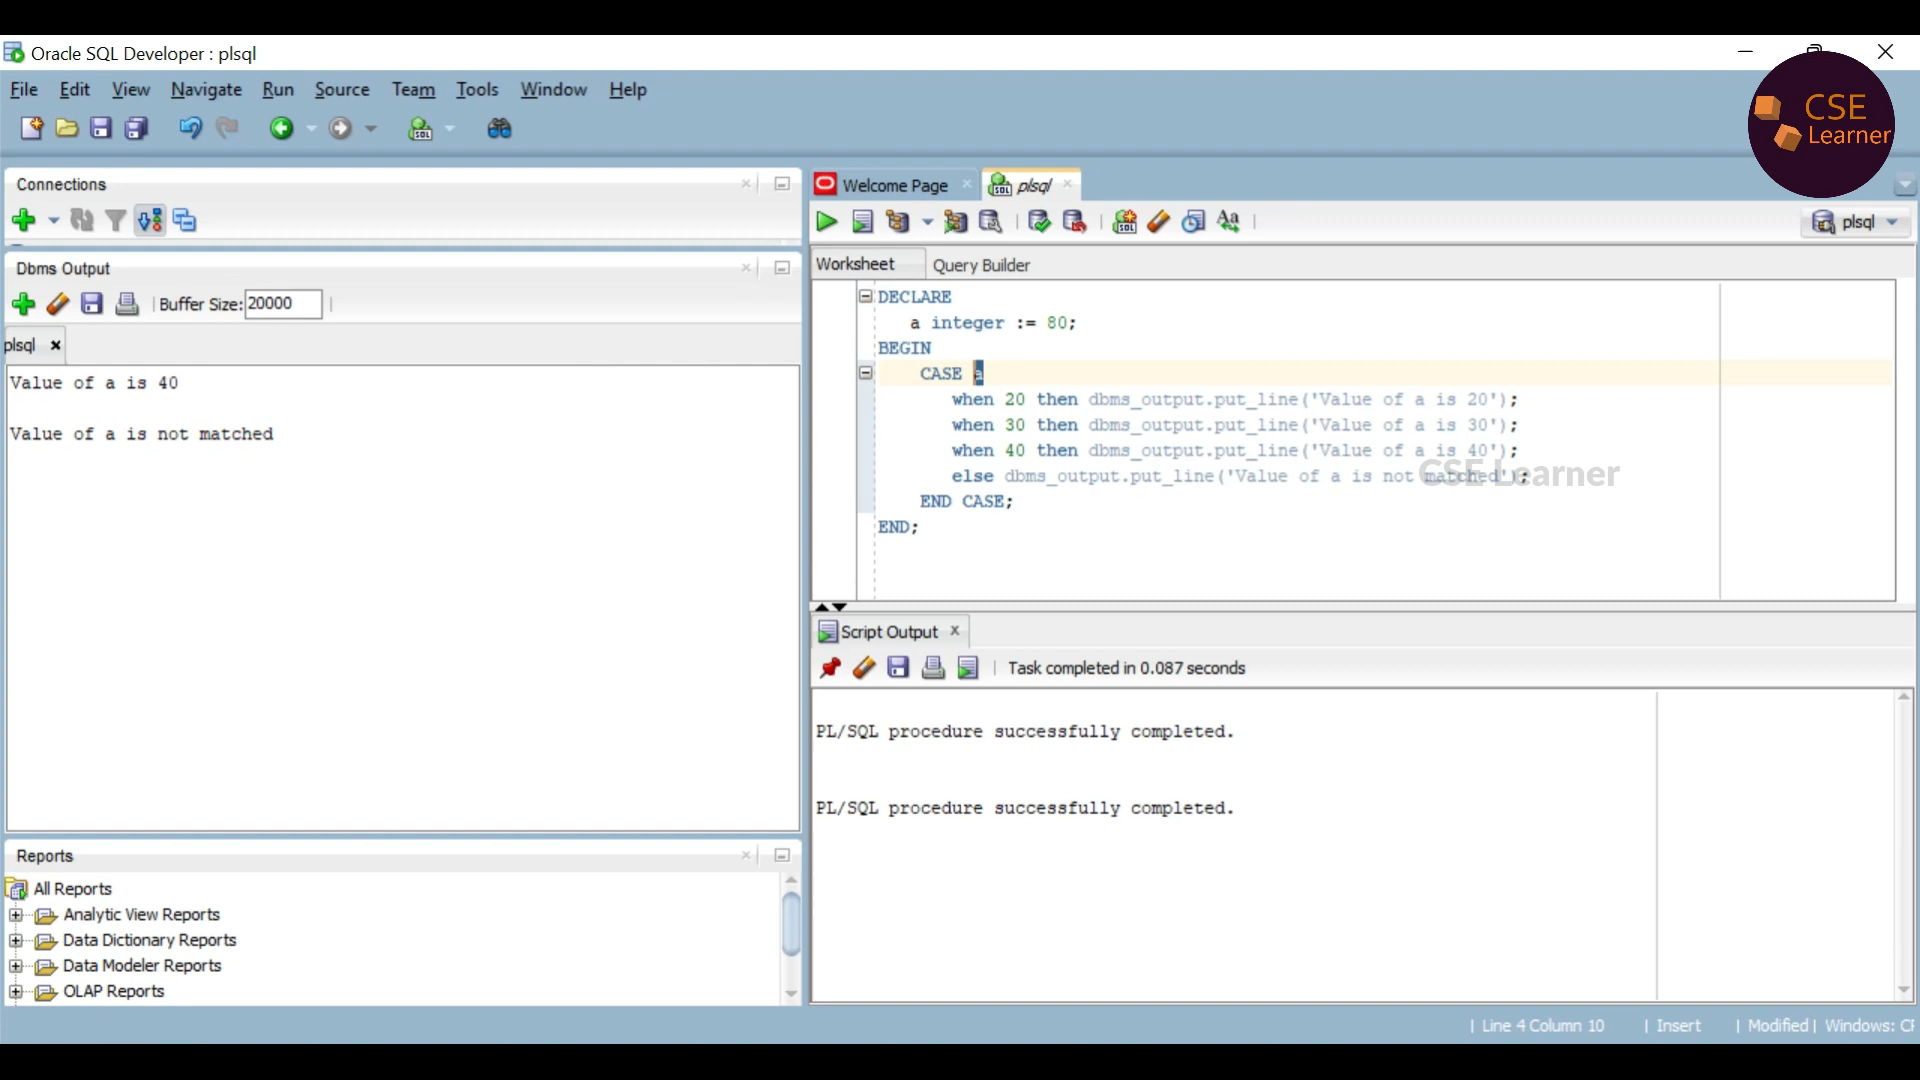 Oracle SQL Developer : plsql
File Edit View Navigate Run Source Team Tools Window Help
CSE
Learner
Connections
Dbms Output
Buffer Size: 20000
plsql
Value of a is 40
Value of a is not matched
Reports
All Reports
Analytic View Reports
Data Dictionary Reports
Data Modeler Reports
OLAP Reports
Welcome Page
plsql
plsql
Worksheet
Query Builder
DECLARE
a integer := 80;
BEGIN
CASE a
when 20 then dbms_output.put_line('Value of a is 20');
when 30 then dbms_output.put_line('Value of a is 30');
when 40 then dbms_output.put_line('Value of a is 40');
else dbms_output.put_line('Value of a is not matched');
CSE Learner
END CASE;
END;
Script Output
Task completed in 0.087 seconds
PL/SQL procedure successfully completed.
PL/SQL procedure successfully completed.
| Line 4 Column 10 | Insert | Modified | Windows: CF